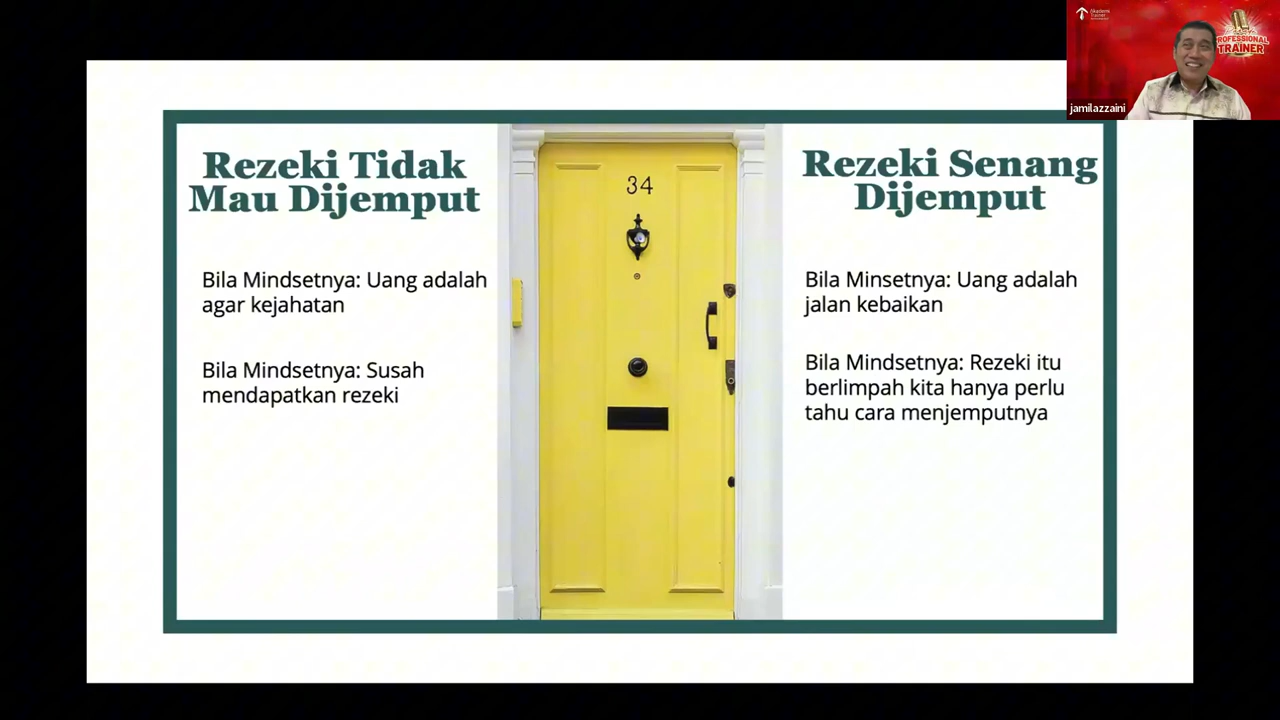 Rezeki Tidak
Mau Dijemput
Bila Mindsetnya: Uang adalah
agar kejahatan
Bila Mindsetnya: Susah
mendapatkan rezeki
34
Rezeki Senang
Dijemput
Bila Minsetnya: Uang adalah
jalan kebaikan
Bila Mindsetnya: Rezeki itu
berlimpah kita hanya perlu
tahu cara menjemputnya
Akademi
Trainer
PROFESSIONAL
TRAINER
jamilazzaini